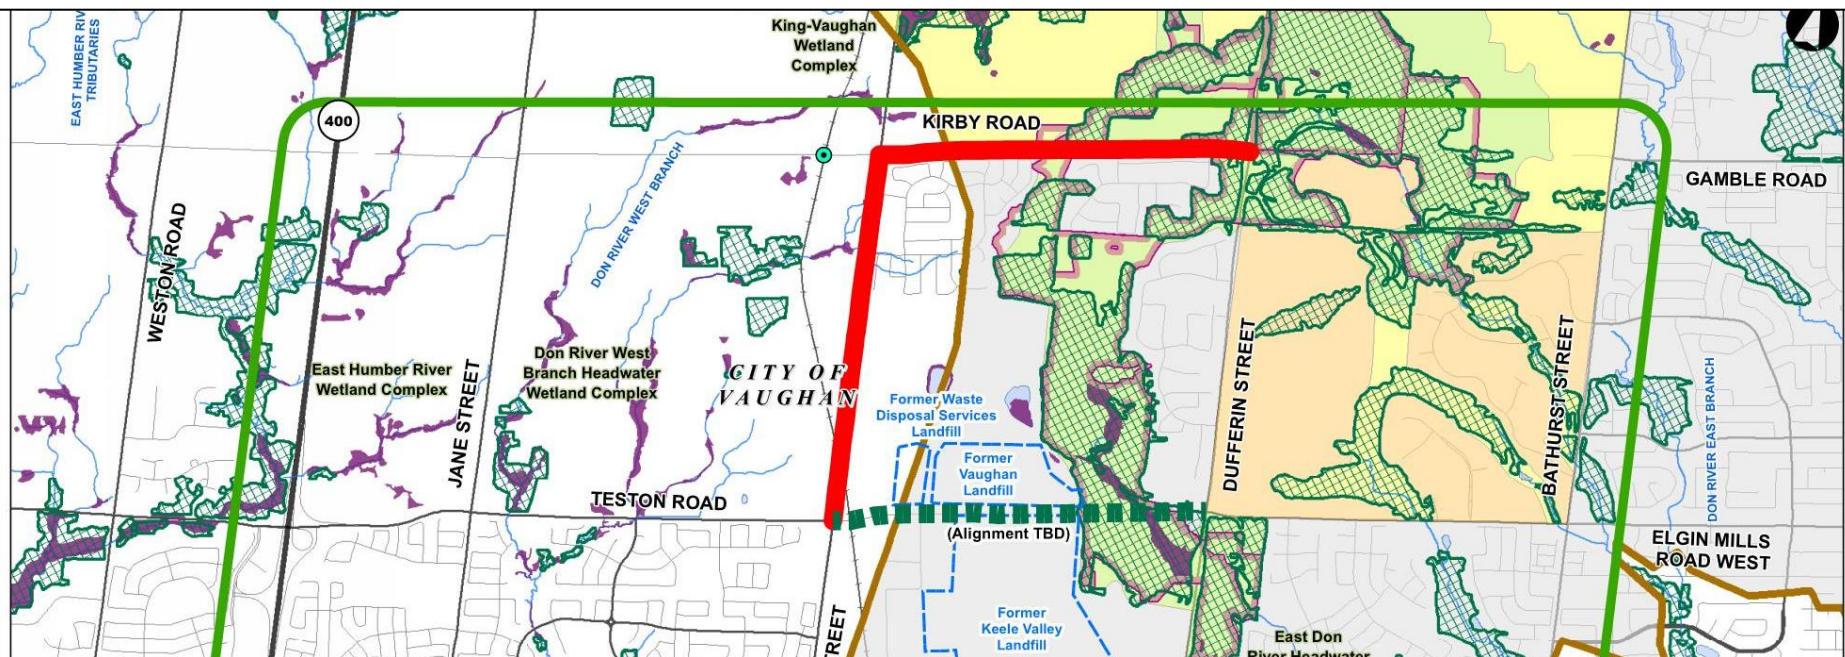 EAST HUMBER RIV
TRIBUTARIES
King-Vaughan
Wetland
Complex
400
KIRBY ROAD
GAMBLE ROAD
WESTON ROAD
DON RIVER WEST BRANCH
East Humber River
Wetland Complex
JANE STREET
Don River West
Branch Headwater
Wetland Complex
CITY OF
VAUGHAN
Former Waste
Disposal Services
Landfill
Former
Vaughan
Landfill
DUFFERIN STREET
BATHURST STREET
DON RIVER EAST BRANCH
TESTON ROAD
(Alignment TBD)
ELGIN MILLS
ROAD WEST
Former
Keele Valley
Landfill
REET
East Don
River Headwater